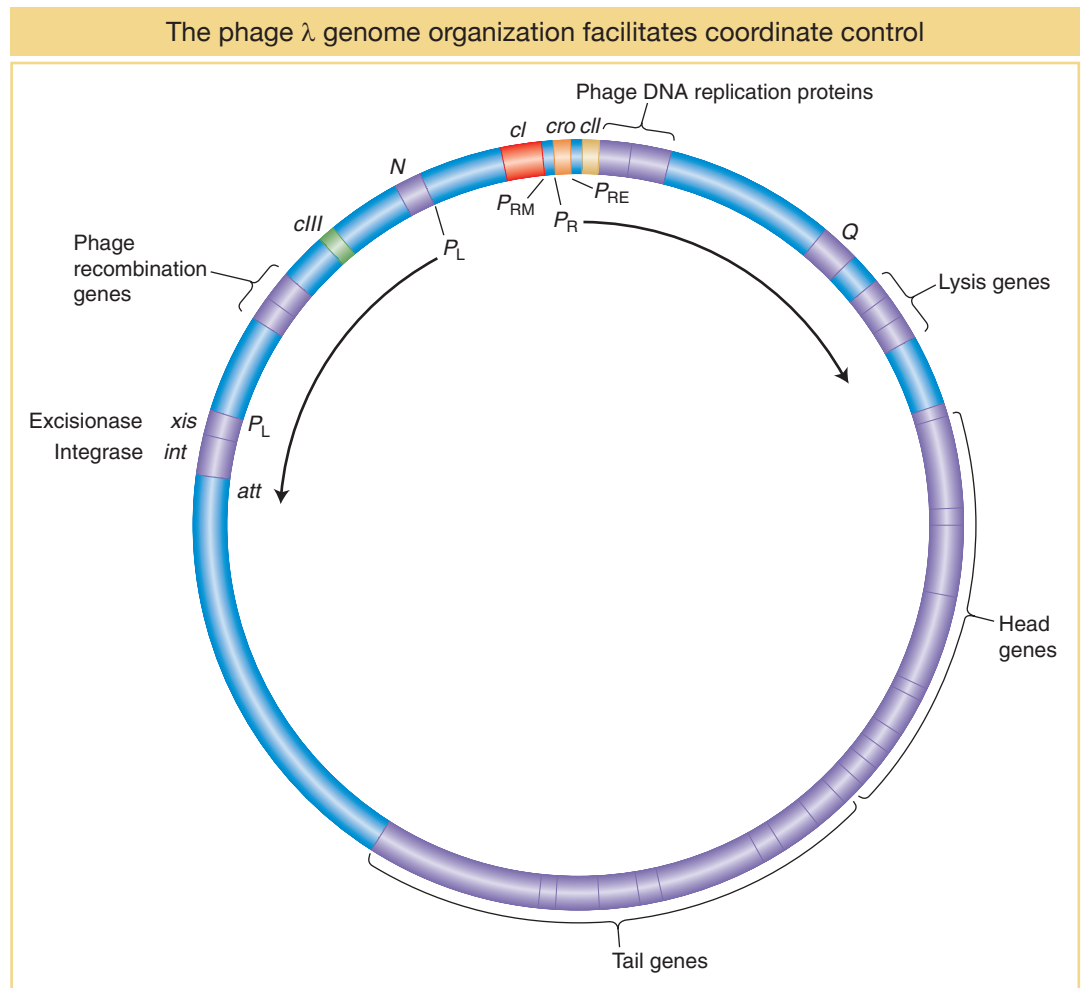 The phage λ genome organization facilitates coordinate control
Phage DNA replication proteins
cI cro cII
N
PRM
PR
PRE
cIII
PL
Q
Phage
recombination
genes
Lysis genes
Excisionase xis
PL
Integrase int
att
Head
genes
Tail genes